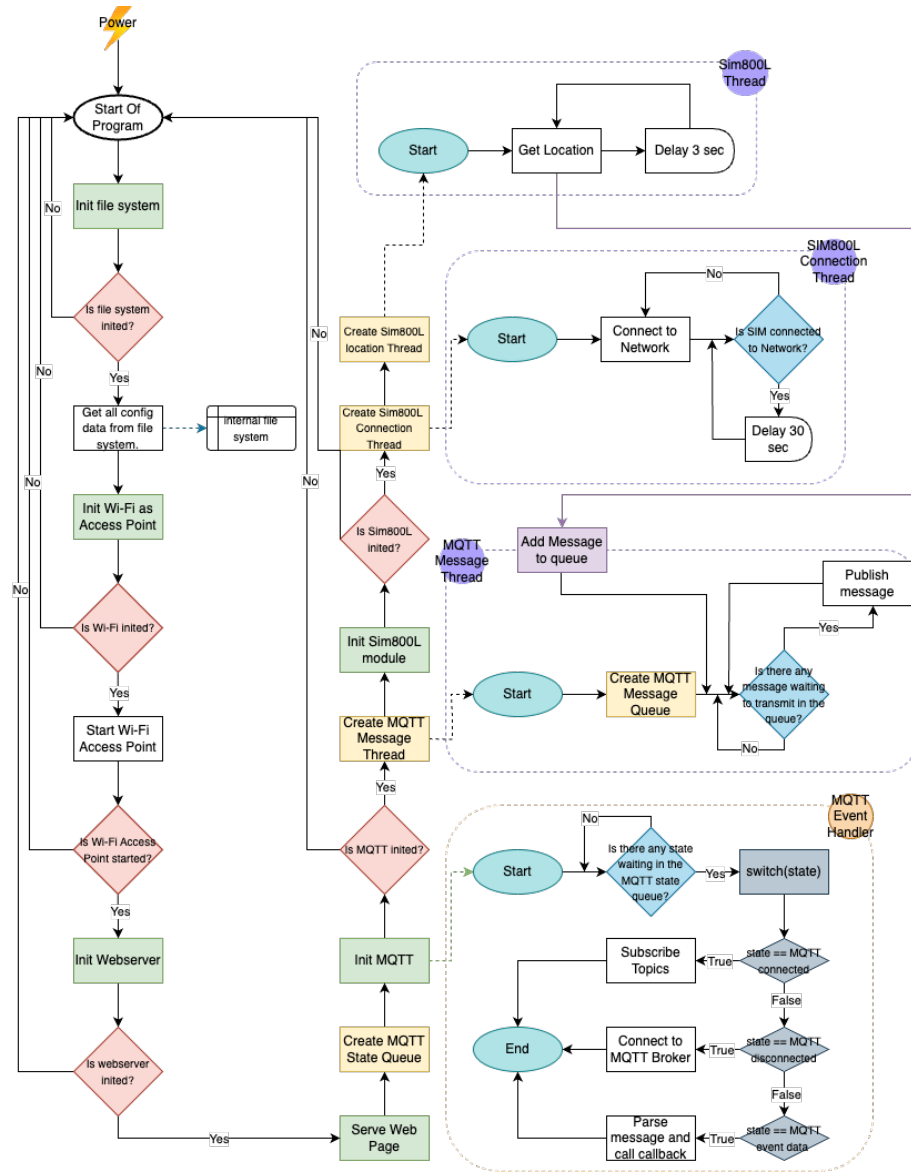 Power
Start Of
Program
Init file system
No
Is file system
inited?
Yes
Get all config
data from file
system.
internal file
system
Init Wi-Fi as
Access Point
No
Is Wi-Fi inited?
Yes
Start Wi-Fi
Access Point
No
Is Wi-Fi Access
Point started?
Yes
Init Webserver
No
Is webserver
inited?
Yes
Serve Web
Page
Create MQTT
State Queue
Init MQTT
Is MQTT inited?
No
Yes
Create MQTT
Message
Thread
Init Sim800L
module
Is Sim800L
inited?
No
Yes
Create Sim800L
Connection
Thread
Create Sim800L
location Thread
Sim800L
Thread
Start
Get Location
Delay 3 sec
SIM800L
Connection
Thread
Start
Connect to
Network
No
Is SIM connected
to Network?
Yes
Delay 30
sec
MQTT
Message
Thread
Add Message
to queue
Publish
message
Yes
Start
Create MQTT
Message
Queue
Is there any
message waiting
to transmit in the
queue?
No
MQTT
Event
Handler
No
Start
Is there any state
waiting in the
MQTT state
queue?
Yes
switch(state)
Subscribe
Topics
True
state == MQTT
connected
False
End
Connect to
MQTT Broker
True
state == MQTT
disconnected
False
Parse
message and
call callback
True
state == MQTT
event data